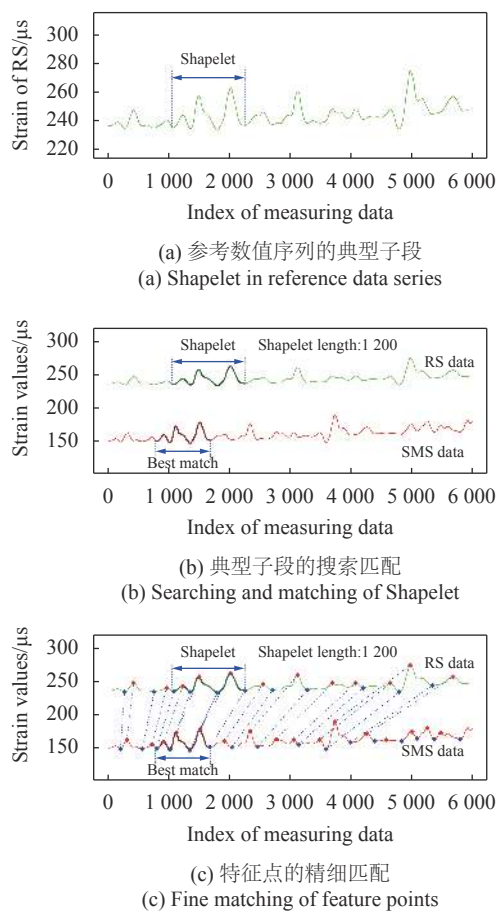 300
280
260
240
220
Strain of RS/μs
Shapelet
0 1 000 2 000 3 000 4 000 5 000 6 000
Index of measuring data
(a) 参考数值序列的典型子段
(a) Shapelet in reference data series
300
250
200
150
100
Strain values/μs
Shapelet
Shapelet length:1 200
RS data
SMS data
Best match
0 1 000 2 000 3 000 4 000 5 000 6 000
Index of measuring data
(b) 典型子段的搜索匹配
(b) Searching and matching of Shapelet
300
250
200
150
100
Strain values/μs
Shapelet
Shapelet length:1 200
RS data
SMS data
Best match
0 1 000 2 000 3 000 4 000 5 000 6 000
Index of measuring data
(c) 特征点的精细匹配
(c) Fine matching of feature points